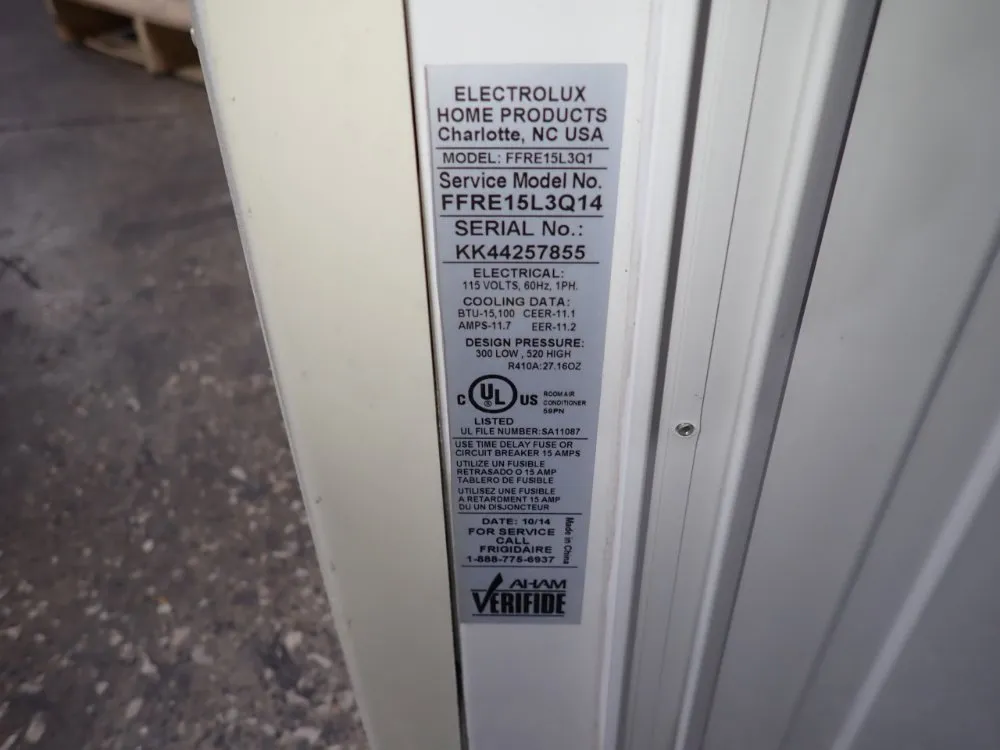 ELECTROLUX
HOME PRODUCTS
Charlotte, NC USA
MODEL: FFRE15L3Q1
Service Model No.
FFRE15L3Q14
SERIAL No.:
KK44257855
ELECTRICAL:
115 VOLTS, 60Hz, 1PH.
COOLING DATA:
BTU-15,100 CEER-11.1
AMPS-11.7 EER-11.2
DESIGN PRESSURE:
300 LOW , 520 HIGH
R410A:27.16OZ
C UL ® US
ROOM AIR
CONDITIONER
59PN
LISTED
UL FILE NUMBER:SA11087
USE TIME DELAY FUSE OR
CIRCUIT BREAKER 15 AMPS
UTILIZE UN FUSIBLE
RETRASADO O 15 AMP
TABLERO DE FUSIBLE
UTILISEZ UNE FUSIBLE
A RETARDMENT 15 AMP
DU UN DISJONCTEUR
DATE: 10/14
FOR SERVICE
CALL
FRIGIDAIRE
1-888-775-6937
Made in China
AHAM
VERIFIDE